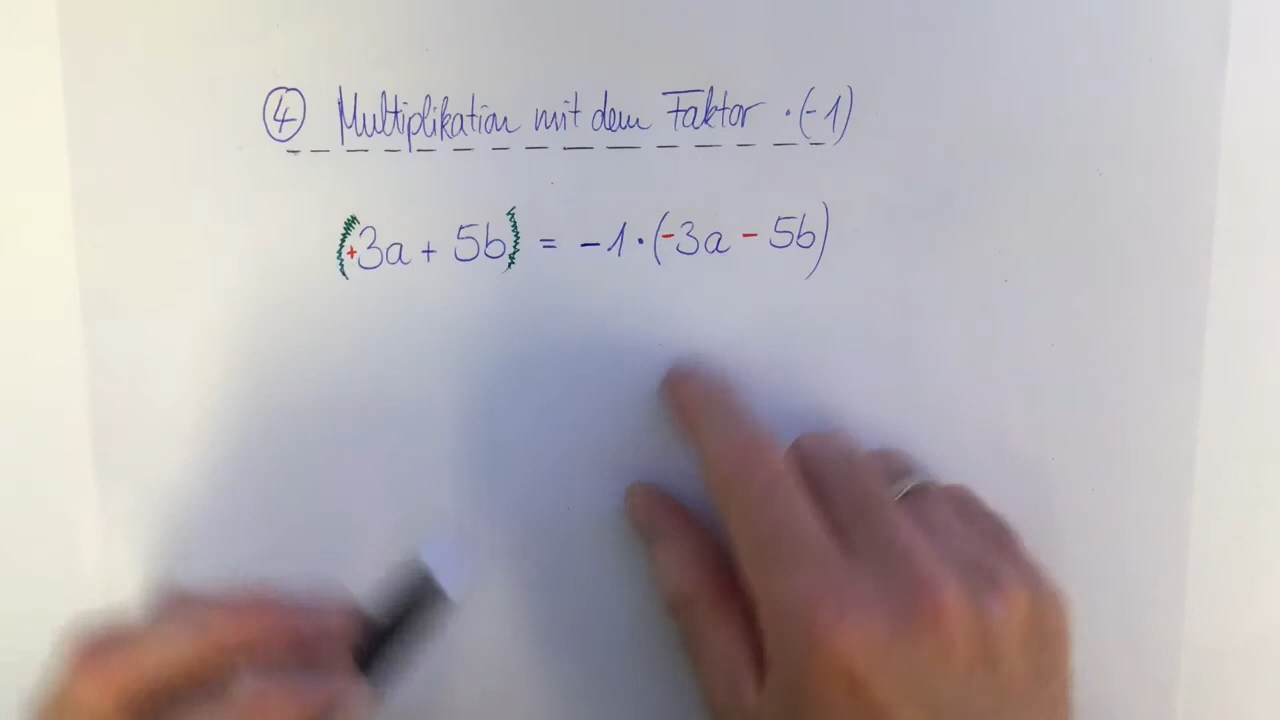 ④ Multiplikation mit dem Faktor ·(-1)
(+3a + 5b) = -1·(-3a - 5b)